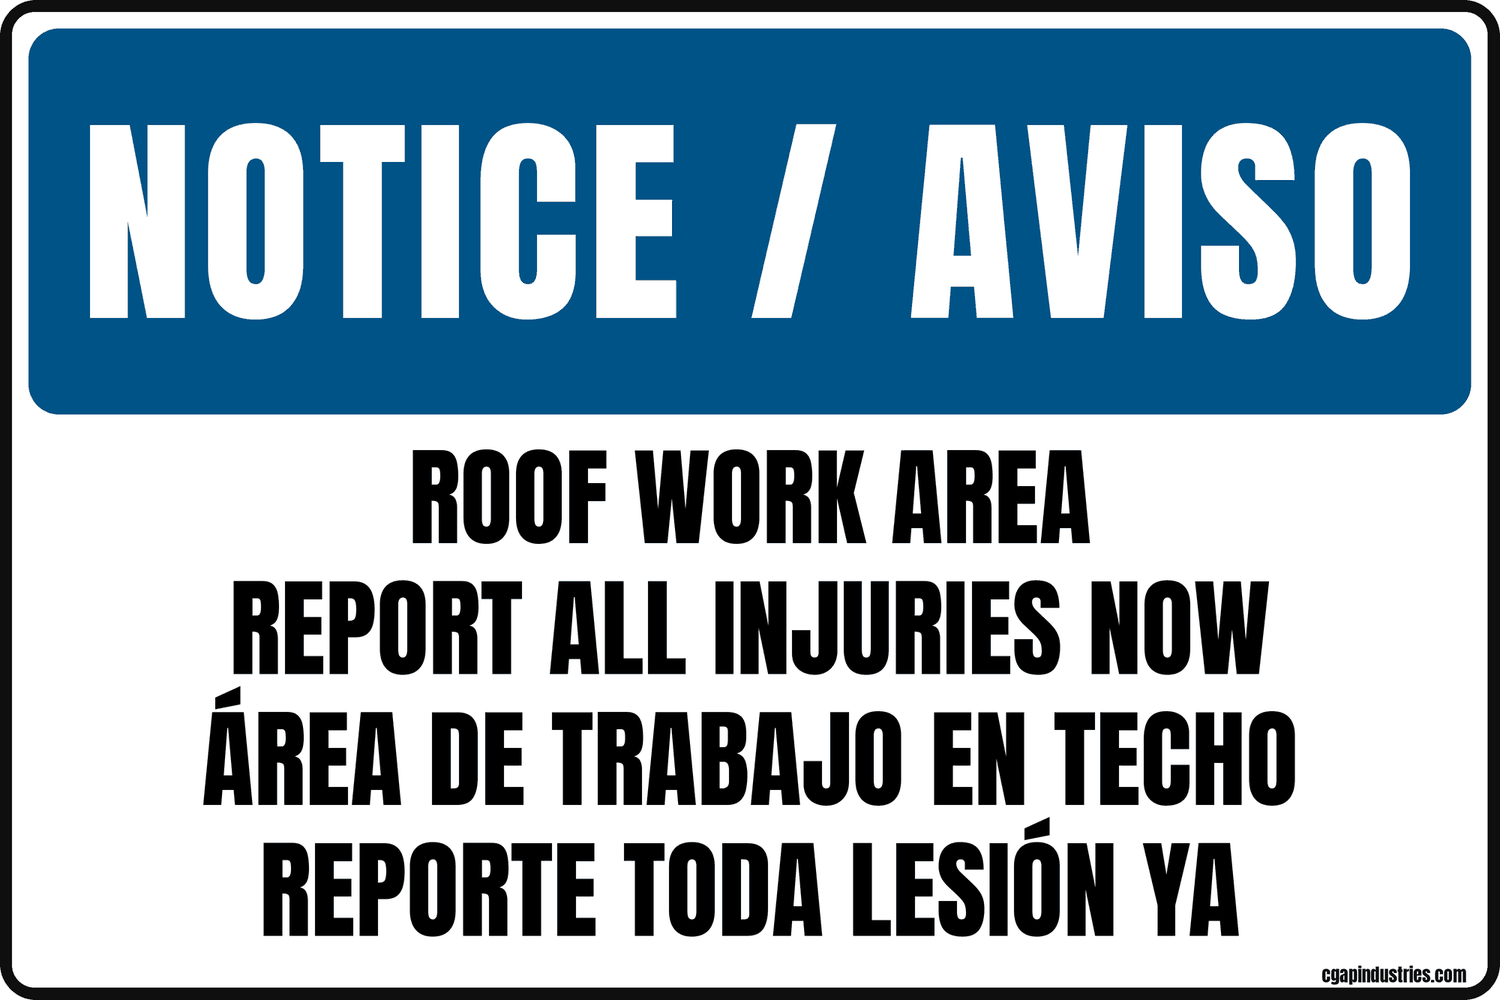 NOTICE / AVISO
ROOF WORK AREA
REPORT ALL INJURIES NOW
ÁREA DE TRABAJO EN TECHO
REPORTE TODA LESIÓN YA
cgapindustries.com